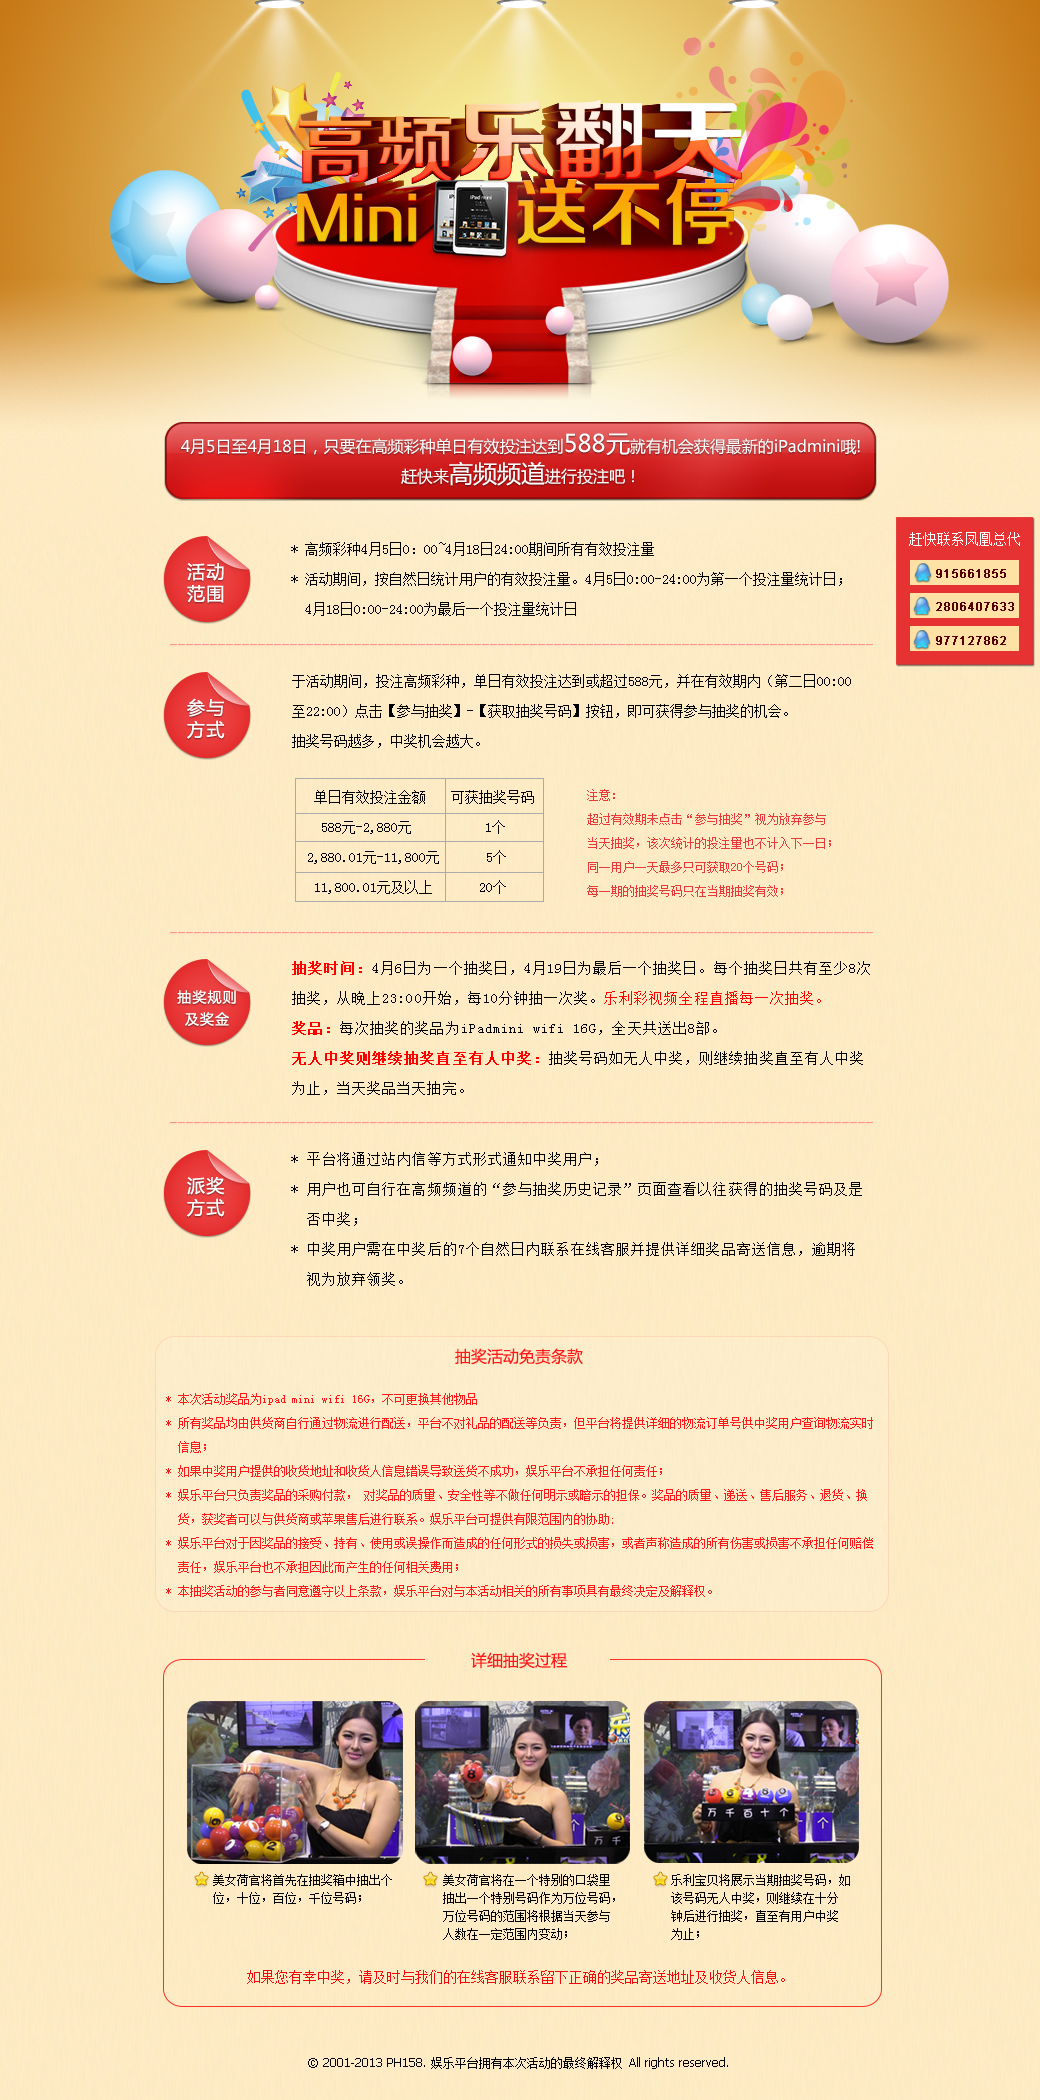 高频乐翻天
Mini iPad mini 送不停
4月5日至4月18日，只要在高频彩种单日有效投注达到588元就有机会获得最新的iPadmini哦!
赶快来高频频道进行投注吧！
赶快联系凤凰总代
915661855
2806407633
977127862
活动
范围
* 高频彩种4月5日0：00~4月18日24:00期间所有有效投注量
* 活动期间，按自然日统计用户的有效投注量。4月5日0:00-24:00为第一个投注量统计日；
4月18日0:00-24:00为最后一个投注量统计日
参与
方式
于活动期间，投注高频彩种，单日有效投注达到或超过588元，并在有效期内（第二日00:00
至22:00）点击【参与抽奖】-【获取抽奖号码】按钮，即可获得参与抽奖的机会。
抽奖号码越多，中奖机会越大。
单日有效投注金额 可获抽奖号码
588元-2,880元 1个
2,880.01元-11,800元 5个
11,800.01元及以上 20个
注意：
超过有效期未点击“参与抽奖”视为放弃参与
当天抽奖，该次统计的投注量也不计入下一日；
同一用户一天最多只可获取20个号码；
每一期的抽奖号码只在当期抽奖有效；
抽奖规则
及奖金
抽奖时间：4月6日为一个抽奖日，4月19日为最后一个抽奖日。每个抽奖日共有至少8次
抽奖，从晚上23:00开始，每10分钟抽一次奖。乐利彩视频全程直播每一次抽奖。
奖品：每次抽奖的奖品为iPadmini wifi 16G，全天共送出8部。
无人中奖则继续抽奖直至有人中奖：抽奖号码如无人中奖，则继续抽奖直至有人中奖
为止，当天奖品当天抽完。
派奖
方式
* 平台将通过站内信等方式形式通知中奖用户；
* 用户也可自行在高频频道的“参与抽奖历史记录”页面查看以往获得的抽奖号码及是
否中奖；
* 中奖用户需在中奖后的7个自然日内联系在线客服并提供详细奖品寄送信息，逾期将
视为放弃领奖。
抽奖活动免责条款
* 本次活动奖品为ipad mini wifi 16G，不可更换其他物品
* 所有奖品均由供货商自行通过物流进行配送，平台不对礼品的配送等负责，但平台将提供详细的物流订单号供中奖用户查询物流实时
信息；
* 如果中奖用户提供的收货地址和收货人信息错误导致送货不成功，娱乐平台不承担任何责任；
* 娱乐平台只负责奖品的采购付款， 对奖品的质量、安全性等不做任何明示或暗示的担保。奖品的质量、递送、售后服务、退货、换
货，获奖者可以与供货商或苹果售后进行联系。娱乐平台可提供有限范围内的协助:
* 娱乐平台对于因奖品的接受、持有、使用或误操作而造成的任何形式的损失或损害，或者声称造成的所有伤害或损害不承担任何赔偿
责任，娱乐平台也不承担因此而产生的任何相关费用；
* 本抽奖活动的参与者同意遵守以上条款，娱乐平台对与本活动相关的所有事项具有最终决定及解释权。
详细抽奖过程
万 千
万 千 百 十 个
个
美女荷官将首先在抽奖箱中抽出个
位，十位，百位，千位号码；
美女荷官将在一个特别的口袋里
抽出一个特别号码作为万位号码，
万位号码的范围将根据当天参与
人数在一定范围内变动；
乐利宝贝将展示当期抽奖号码，如
该号码无人中奖，则继续在十分
钟后进行抽奖，直至有用户中奖
为止；
如果您有幸中奖，请及时与我们的在线客服联系留下正确的奖品寄送地址及收货人信息。
© 2001-2013 PH158. 娱乐平台拥有本次活动的最终解释权 All rights reserved.